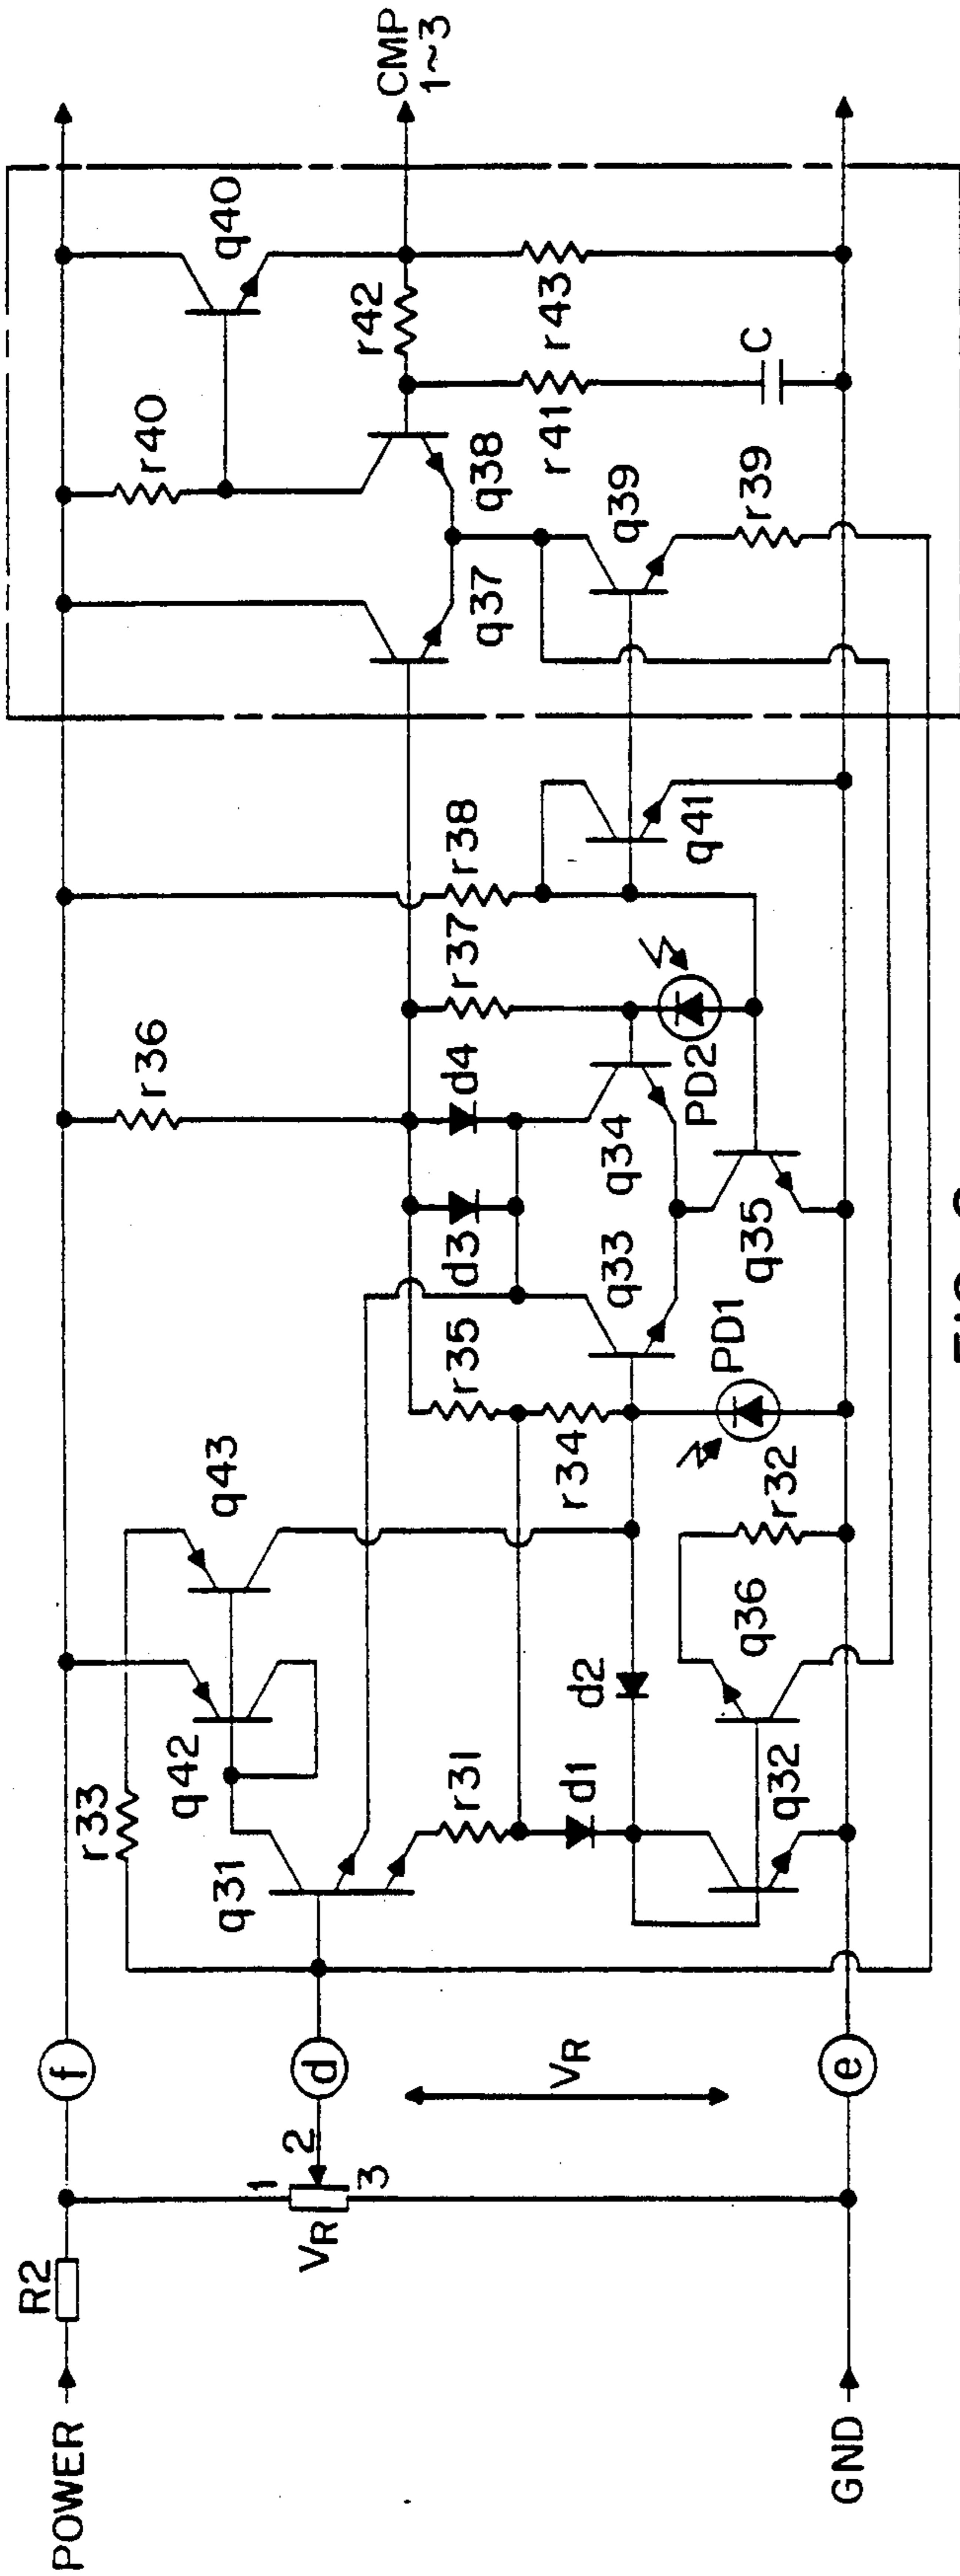 POWER
R2
f
1
2
3
VR
d
VR
GND
e
r33
q42
q43
q31
r31
d1
d2
q32
q36
r32
r34
r35
PD1
q33
d3
d4
q34
q35
PD2
r36
r37
r38
q41
q37
q38
r40
q40
r42
r41
r43
C
q39
r39
CMP
1~3